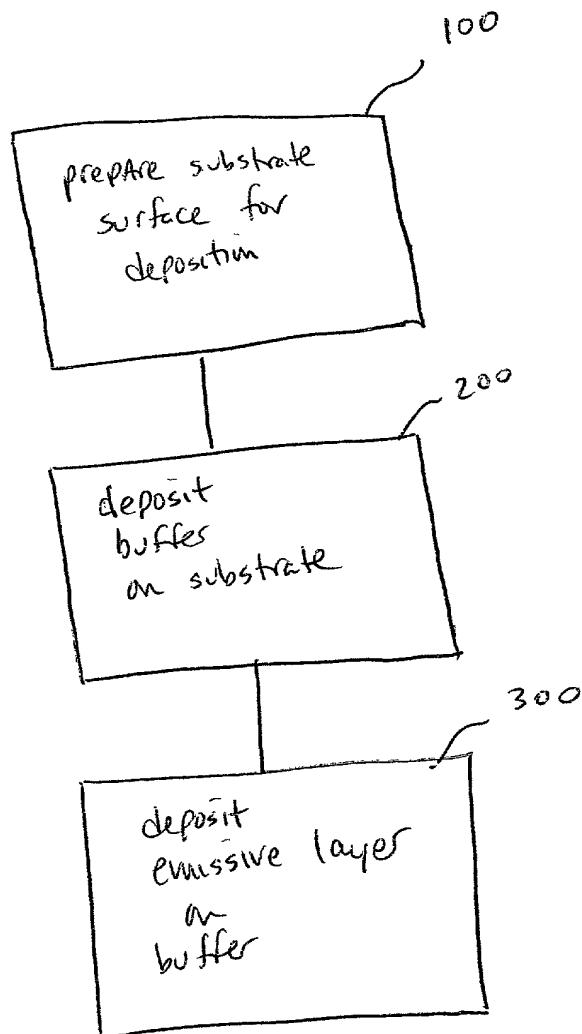 100
prepAre substrate
surface for
deposition
200
deposit
buffer
on substrate
300
deposit
emissive layer
on
buffer